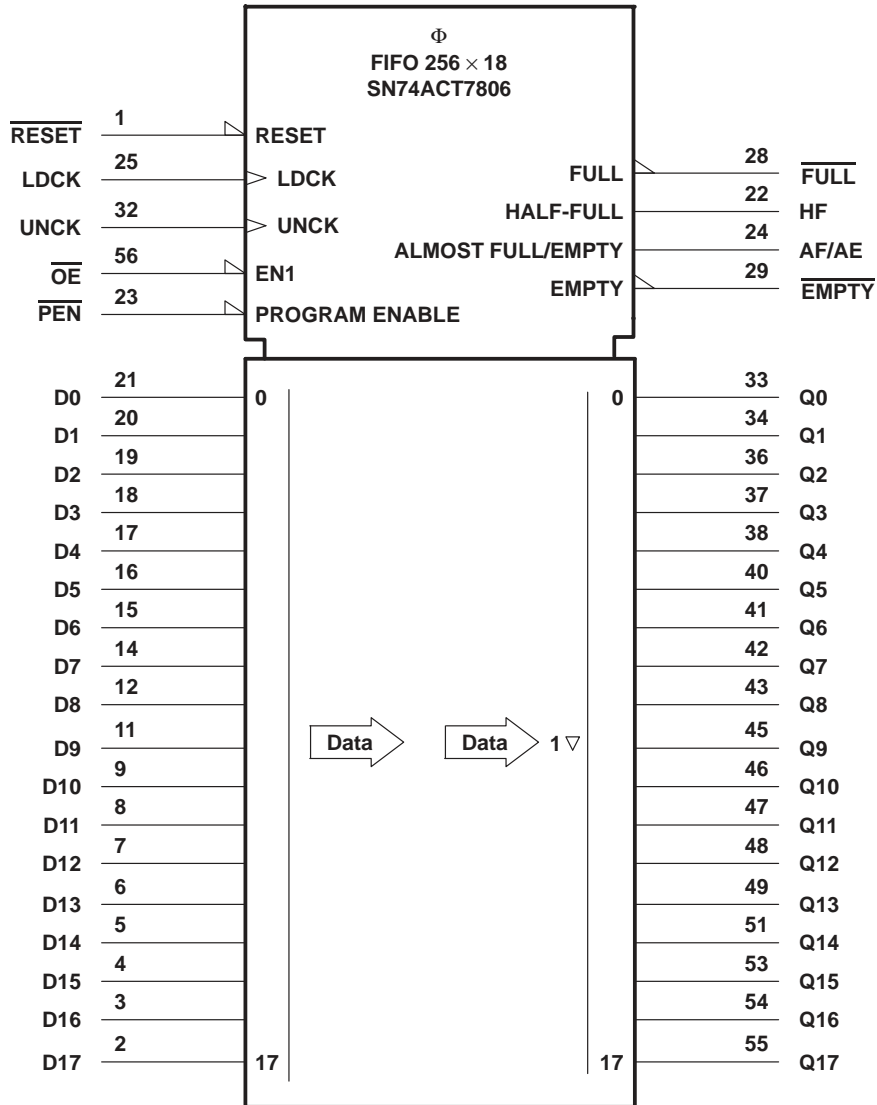 Φ
FIFO 256 × 18
SN74ACT7806
RESET 1 RESET
LDCK 25 LDCK
UNCK 32 UNCK
OE 56 EN1
PEN 23 PROGRAM ENABLE
FULL 28 FULL
HALF-FULL 22 HF
ALMOST FULL/EMPTY 24 AF/AE
EMPTY 29 EMPTY
D0 21 0 0 33 Q0
D1 20 34 Q1
D2 19 36 Q2
D3 18 37 Q3
D4 17 38 Q4
D5 16 40 Q5
D6 15 41 Q6
D7 14 42 Q7
D8 12 43 Q8
D9 11 Data Data 1 ▽ 45 Q9
D10 9 46 Q10
D11 8 47 Q11
D12 7 48 Q12
D13 6 49 Q13
D14 5 51 Q14
D15 4 53 Q15
D16 3 54 Q16
D17 2 17 17 55 Q17